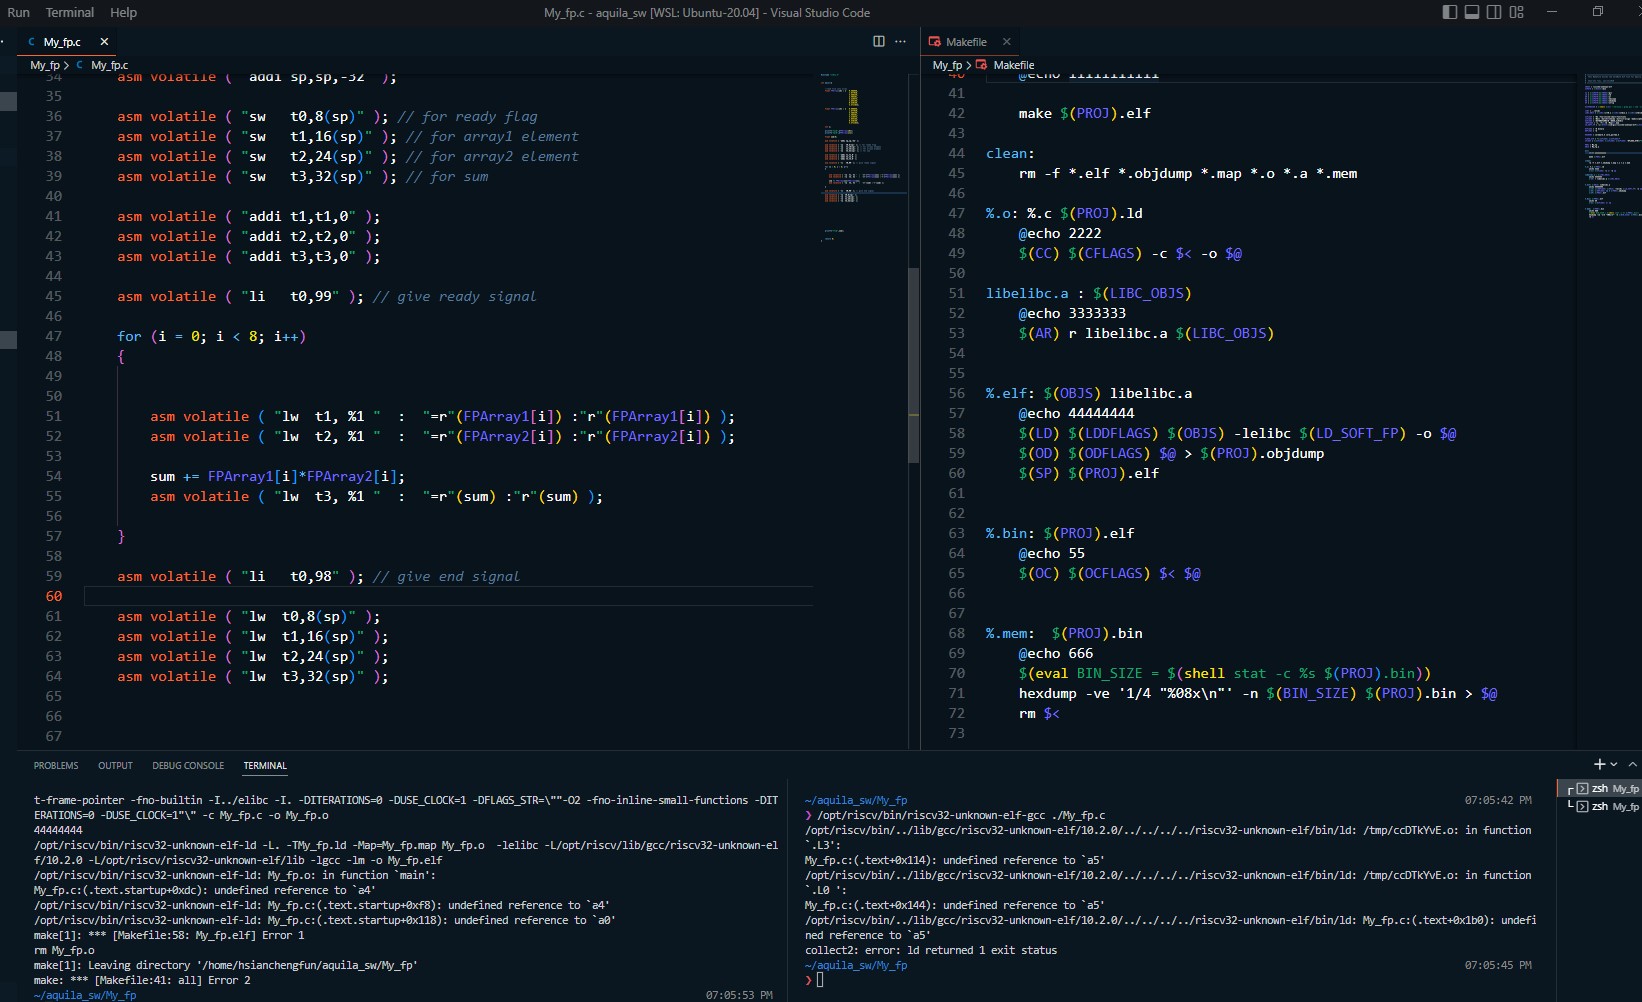 Run Terminal Help
My_fp.c - aquila_sw [WSL: Ubuntu-20.04] - Visual Studio Code
C My_fp.c ×
My_fp > C My_fp.c
34 asm volatile ( "addi sp,sp,-32" );
35
36 asm volatile ( "sw   t0,8(sp)" ); // for ready flag
37 asm volatile ( "sw   t1,16(sp)" ); // for array1 element
38 asm volatile ( "sw   t2,24(sp)" ); // for array2 element
39 asm volatile ( "sw   t3,32(sp)" ); // for sum
40
41 asm volatile ( "addi t1,t1,0" );
42 asm volatile ( "addi t2,t2,0" );
43 asm volatile ( "addi t3,t3,0" );
44
45 asm volatile ( "li   t0,99" ); // give ready signal
46
47 for (i = 0; i < 8; i++)
48 {
49
50
51 asm volatile ( "lw  t1, %1 "  :  "=r"(FPArray1[i]) :"r"(FPArray1[i]) );
52 asm volatile ( "lw  t2, %1 "  :  "=r"(FPArray2[i]) :"r"(FPArray2[i]) );
53
54 sum += FPArray1[i]*FPArray2[i];
55 asm volatile ( "lw  t3, %1 "  :  "=r"(sum) :"r"(sum) );
56
57 }
58
59 asm volatile ( "li   t0,98" ); // give end signal
60
61 asm volatile ( "lw  t0,8(sp)" );
62 asm volatile ( "lw  t1,16(sp)" );
63 asm volatile ( "lw  t2,24(sp)" );
64 asm volatile ( "lw  t3,32(sp)" );
65
66
67
Makefile ×
My_fp > Makefile
40 @echo 11111111111
41
42 make $(PROJ).elf
43
44 clean:
45 rm -f *.elf *.objdump *.map *.o *.a *.mem
46
47 %.o: %.c $(PROJ).ld
48 @echo 2222
49 $(CC) $(CFLAGS) -c $< -o $@
50
51 libelibc.a : $(LIBC_OBJS)
52 @echo 3333333
53 $(AR) r libelibc.a $(LIBC_OBJS)
54
55
56 %.elf: $(OBJS) libelibc.a
57 @echo 44444444
58 $(LD) $(LDDFLAGS) $(OBJS) -lelibc $(LD_SOFT_FP) -o $@
59 $(OD) $(ODFLAGS) $@ > $(PROJ).objdump
60 $(SP) $(PROJ).elf
61
62
63 %.bin: $(PROJ).elf
64 @echo 55
65 $(OC) $(OCFLAGS) $< $@
66
67
68 %.mem:  $(PROJ).bin
69 @echo 666
70 $(eval BIN_SIZE = $(shell stat -c %s $(PROJ).bin))
71 hexdump -ve '1/4 "%08x\n"' -n $(BIN_SIZE) $(PROJ).bin > $@
72 rm $<
73
PROBLEMS OUTPUT DEBUG CONSOLE TERMINAL
t-frame-pointer -fno-builtin -I../elibc -I. -DITERATIONS=0 -DUSE_CLOCK=1 -DFLAGS_STR=\""-O2 -fno-inline-small-functions -DIT
ERATIONS=0 -DUSE_CLOCK=1"\" -c My_fp.c -o My_fp.o
44444444
/opt/riscv/bin/riscv32-unknown-elf-ld -L. -TMy_fp.ld -Map=My_fp.map My_fp.o  -lelibc -L/opt/riscv/lib/gcc/riscv32-unknown-el
f/10.2.0 -L/opt/riscv/riscv32-unknown-elf/lib -lgcc -lm -o My_fp.elf
/opt/riscv/bin/riscv32-unknown-elf-ld: My_fp.o: in function `main':
My_fp.c:(.text.startup+0xdc): undefined reference to `a4'
/opt/riscv/bin/riscv32-unknown-elf-ld: My_fp.c:(.text.startup+0xf8): undefined reference to `a4'
/opt/riscv/bin/riscv32-unknown-elf-ld: My_fp.c:(.text.startup+0x118): undefined reference to `a0'
make[1]: *** [Makefile:58: My_fp.elf] Error 1
rm My_fp.o
make[1]: Leaving directory '/home/hsianchengfun/aquila_sw/My_fp'
make: *** [Makefile:41: all] Error 2
~/aquila_sw/My_fp 07:05:53 PM
~/aquila_sw/My_fp 07:05:42 PM
❯ /opt/riscv/bin/riscv32-unknown-elf-gcc ./My_fp.c
/opt/riscv/bin/../lib/gcc/riscv32-unknown-elf/10.2.0/../../../../riscv32-unknown-elf/bin/ld: /tmp/ccDTkYvE.o: in function
`.L3':
My_fp.c:(.text+0x114): undefined reference to `a5'
/opt/riscv/bin/../lib/gcc/riscv32-unknown-elf/10.2.0/../../../../riscv32-unknown-elf/bin/ld: /tmp/ccDTkYvE.o: in function
`.L0 ':
My_fp.c:(.text+0x144): undefined reference to `a5'
/opt/riscv/bin/../lib/gcc/riscv32-unknown-elf/10.2.0/../../../../riscv32-unknown-elf/bin/ld: My_fp.c:(.text+0x1b0): undefi
ned reference to `a5'
collect2: error: ld returned 1 exit status
~/aquila_sw/My_fp 07:05:45 PM
❯
zsh My_fp
zsh My_fp